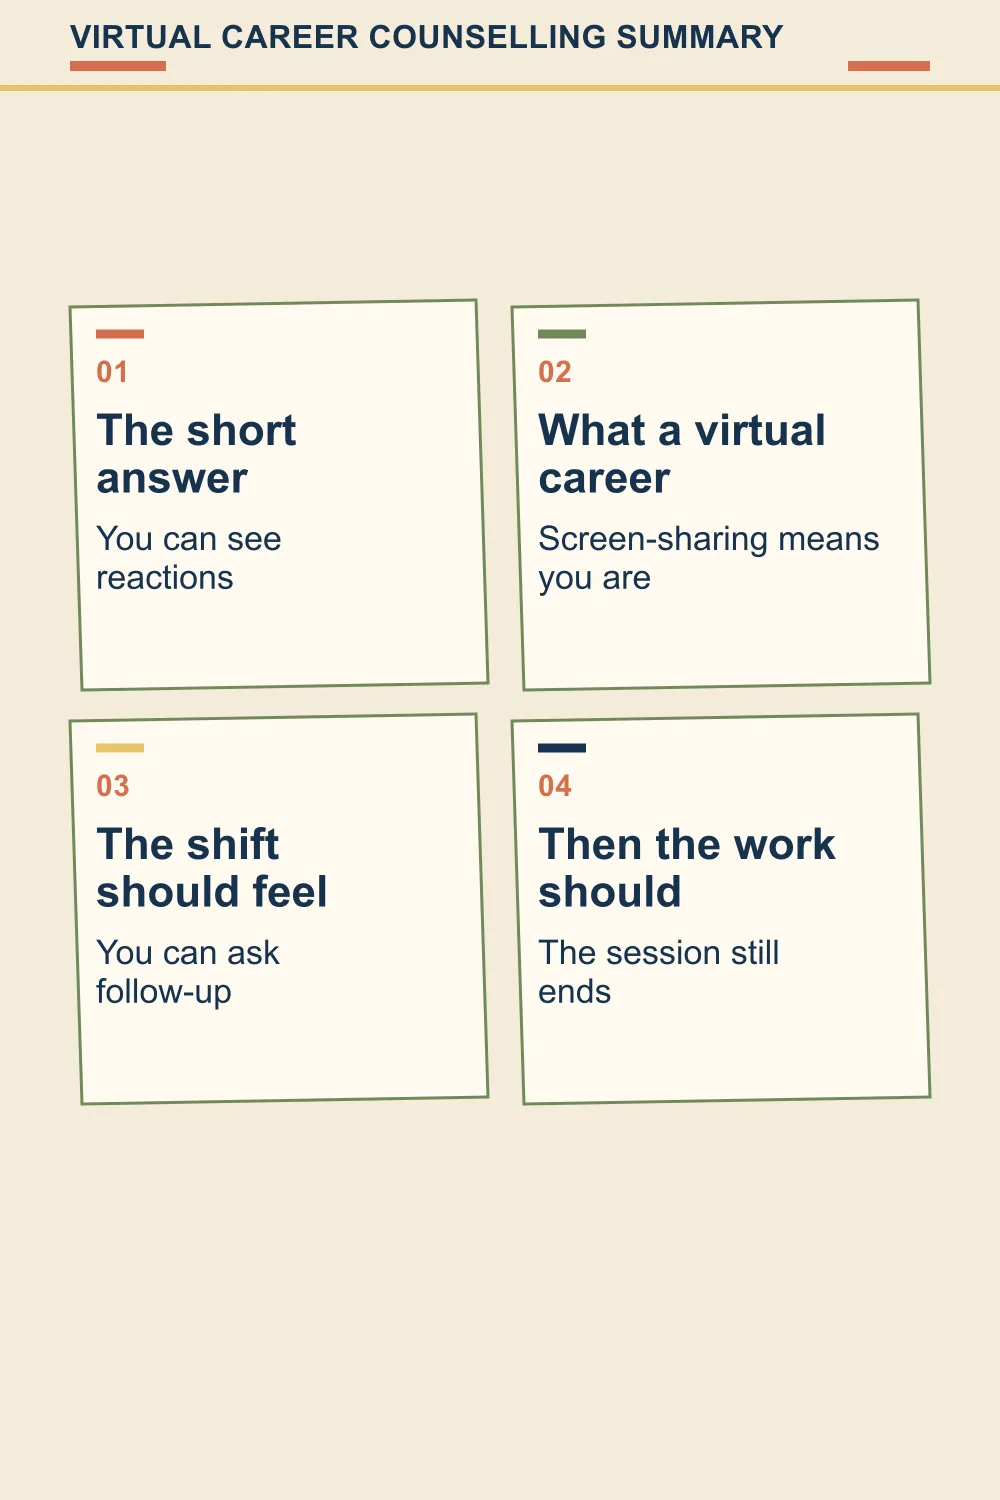 VIRTUAL CAREER COUNSELLING SUMMARY
01
The short
answer
You can see
reactions
02
What a virtual
career
Screen-sharing means
you are
03
The shift
should feel
You can ask
follow-up
04
Then the work
should
The session still
ends